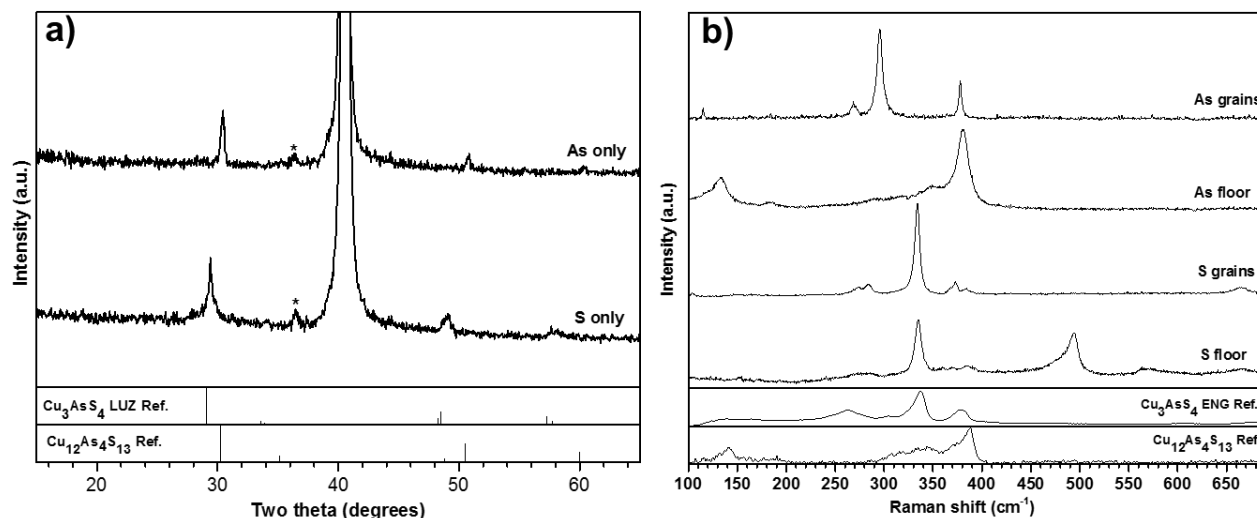 a)
As only
*
S only
*
Cu3AsS4 LUZ Ref.
Cu12As4S13 Ref.
20 30 40 50 60
Two theta (degrees)
Intensity (a.u.)
b)
As grains
As floor
S grains
S floor
Cu3AsS4 ENG Ref.
Cu12As4S13 Ref
100 150 200 250 300 350 400 450 500 550 600 650
Raman shift (cm-1)
Intensity (a.u.)